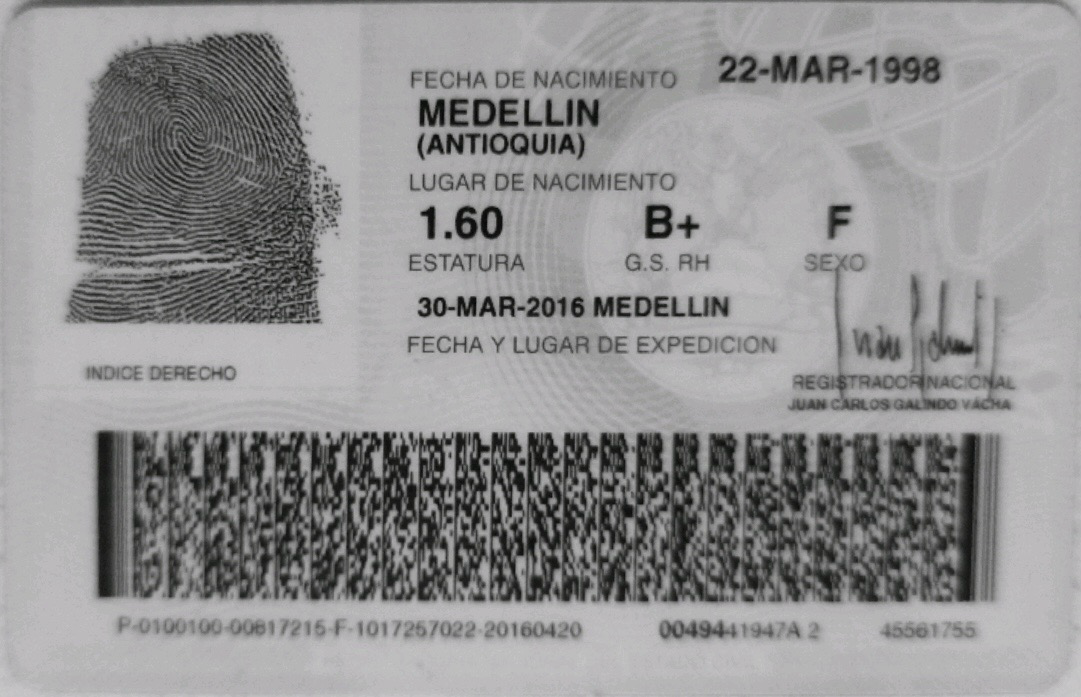 FECHA DE NACIMIENTO 22-MAR-1998
MEDELLIN
(ANTIOQUIA)
LUGAR DE NACIMIENTO
1.60 B+ F
ESTATURA G.S. RH SEXO
30-MAR-2016 MEDELLIN
FECHA Y LUGAR DE EXPEDICION
INDICE DERECHO
REGISTRADOR NACIONAL
JUAN CARLOS GALINDO VACHA
P-0100100-00817215-F-1017257022-20160420 0049441947A 2 45561755